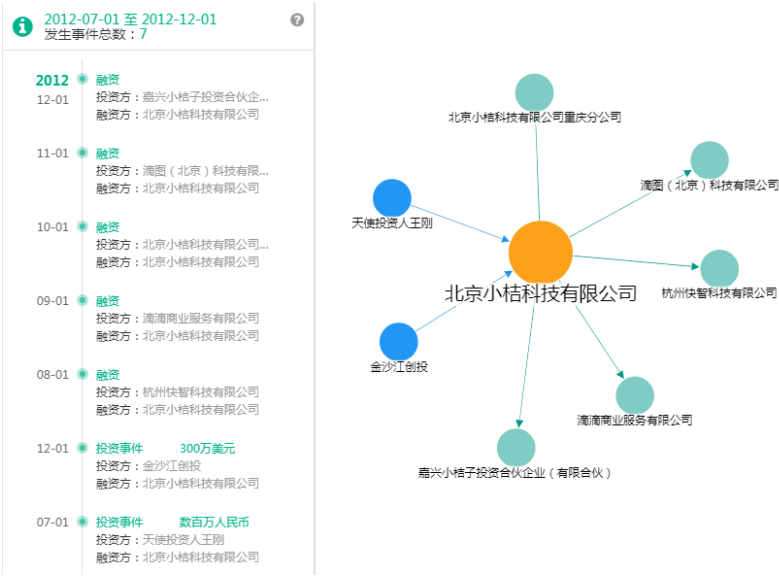 2012-07-01 至 2012-12-01
发生事件总数：7
2012
12-01
融资
投资方：嘉兴小桔子投资合伙企...
融资方：北京小桔科技有限公司
11-01
融资
投资方：滴图（北京）科技有限...
融资方：北京小桔科技有限公司
10-01
融资
投资方：北京小桔科技有限公司...
融资方：北京小桔科技有限公司
09-01
融资
投资方：滴滴商业服务有限公司
融资方：北京小桔科技有限公司
08-01
融资
投资方：杭州快智科技有限公司
融资方：北京小桔科技有限公司
12-01
投资事件 300万美元
投资方：金沙江创投
融资方：北京小桔科技有限公司
07-01
投资事件 数百万人民币
投资方：天使投资人王刚
融资方：北京小桔科技有限公司
北京小桔科技有限公司重庆分公司
滴图（北京）科技有限公司
天使投资人王刚
北京小桔科技有限公司
杭州快智科技有限公司
金沙江创投
滴滴商业服务有限公司
嘉兴小桔子投资合伙企业（有限合伙）